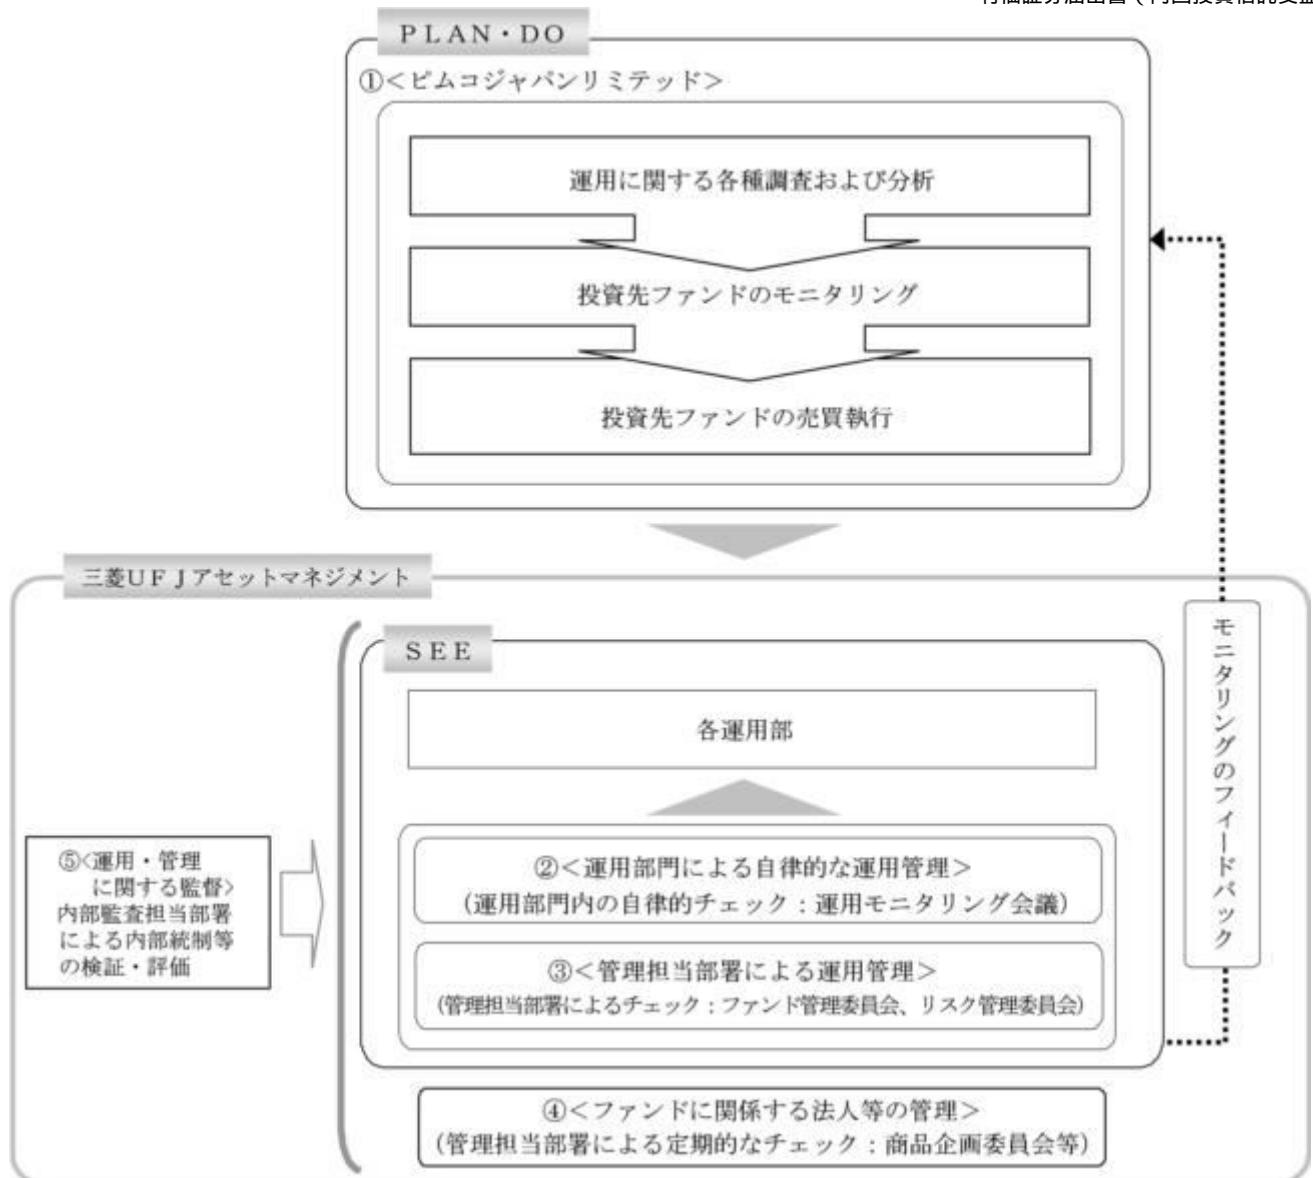 PLAN・DO
①<ピムコジャパンリミテッド>
運用に関する各種調査および分析
投資先ファンドのモニタリング
投資先ファンドの売買執行
三菱UFJアセットマネジメント
SEE
各運用部
②<運用部門による自律的な運用管理>
(運用部門内の自律的チェック:運用モニタリング会議)
③<管理担当部署による運用管理>
(管理担当部署によるチェック:ファンド管理委員会、リスク管理委員会)
④<ファンドに関係する法人等の管理>
(管理担当部署による定期的なチェック:商品企画委員会等)
⑤<運用・管理
に関する監督>
内部監査担当部署
による内部統制等
の検証・評価
モニタリングのフィードバック